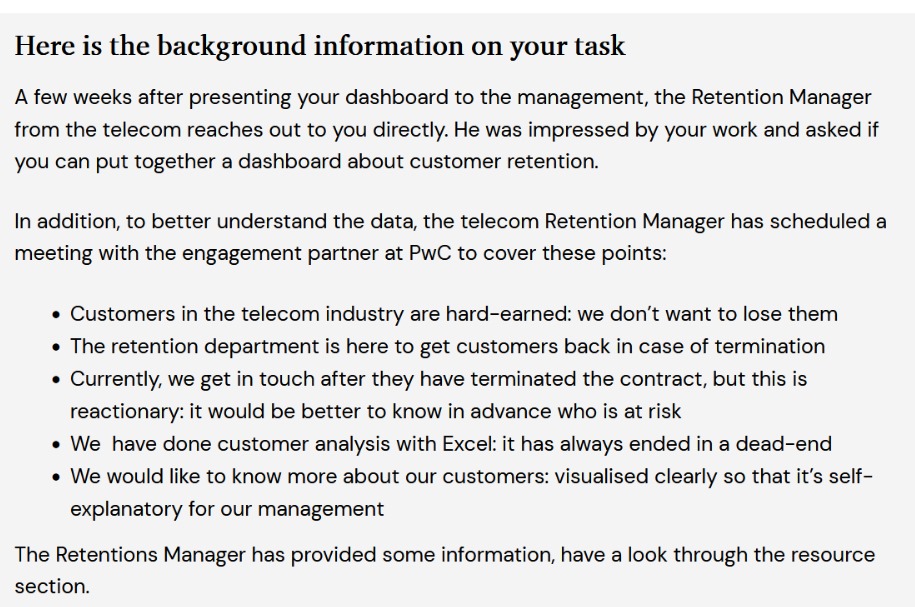 Here is the background information on your task
A few weeks after presenting your dashboard to the management, the Retention Manager
from the telecom reaches out to you directly. He was impressed by your work and asked if
you can put together a dashboard about customer retention.
In addition, to better understand the data, the telecom Retention Manager has scheduled a
meeting with the engagement partner at PwC to cover these points:
• Customers in the telecom industry are hard-earned: we don’t want to lose them
• The retention department is here to get customers back in case of termination
• Currently, we get in touch after they have terminated the contract, but this is
reactionary: it would be better to know in advance who is at risk
• We  have done customer analysis with Excel: it has always ended in a dead-end
• We would like to know more about our customers: visualised clearly so that it’s self-
explanatory for our management
The Retentions Manager has provided some information, have a look through the resource
section.